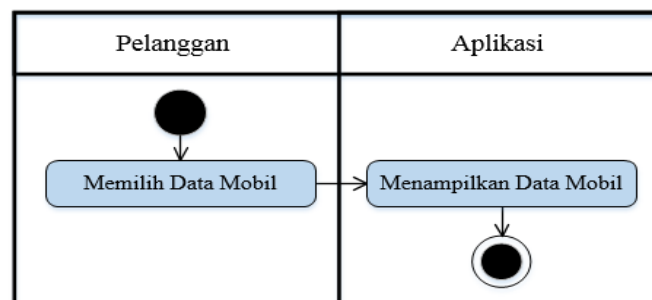 Pelanggan
Aplikasi
Memilih Data Mobil
Menampilkan Data Mobil